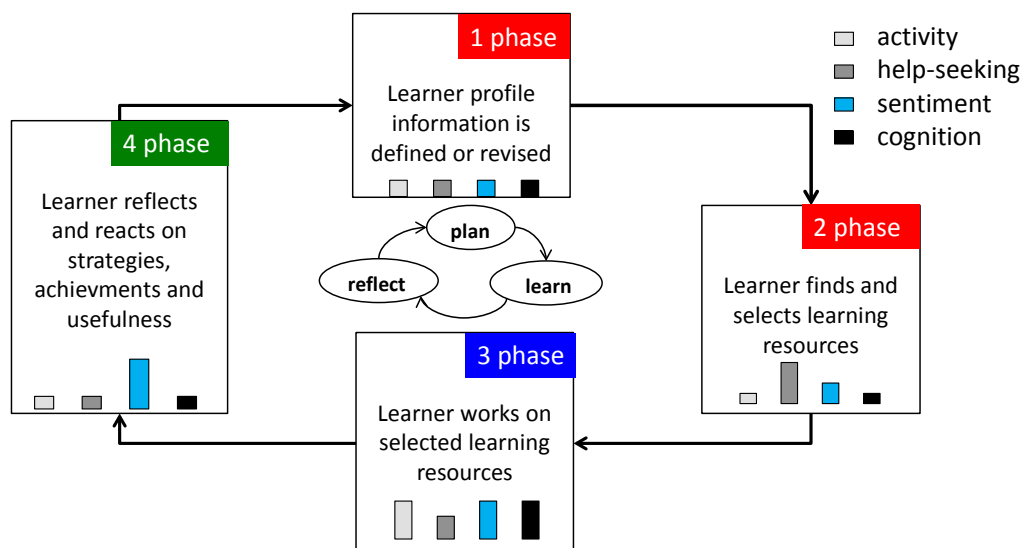 1 phase
Learner profile
information is
defined or revised
activity
help-seeking
sentiment
cognition
4 phase
Learner reflects
and reacts on
strategies,
achievments and
usefulness
plan
reflect
learn
2 phase
Learner finds and
selects learning
resources
3 phase
Learner works on
selected learning
resources